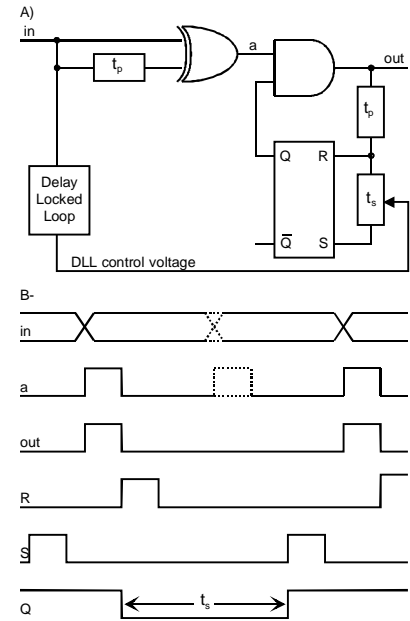 A)
in
a
out
tp
tp
Q R
Delay
Locked
Loop
ts
Q S
DLL control voltage
B-
in
a
out
R
S
ts
Q